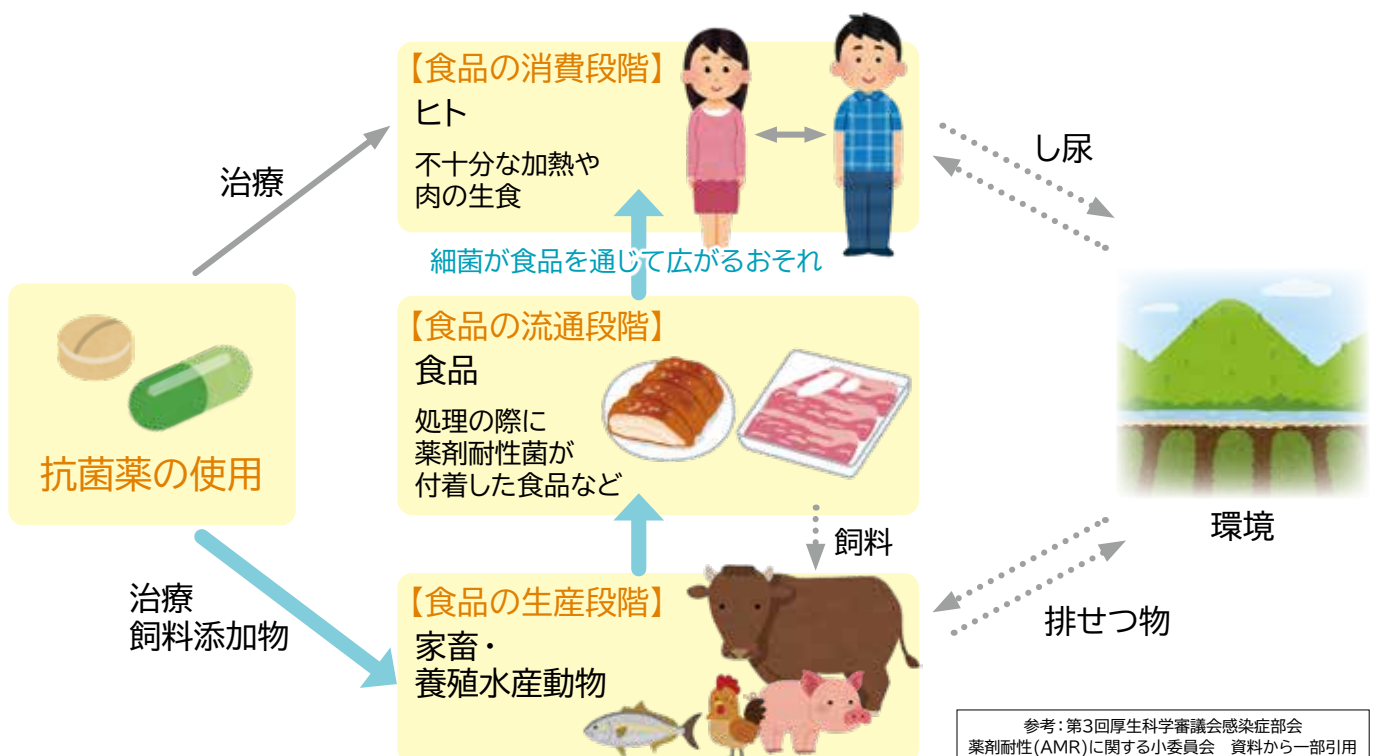 【食品の消費段階】
ヒト
不十分な加熱や
肉の生食
治療
し尿
細菌が食品を通じて広がるおそれ
抗菌薬の使用
【食品の流通段階】
食品
処理の際に
薬剤耐性菌が
付着した食品など
環境
飼料
治療
飼料添加物
【食品の生産段階】
家畜・
養殖水産動物
排せつ物
参考：第3回厚生科学審議会感染症部会
薬剤耐性(AMR)に関する小委員会　資料から一部引用